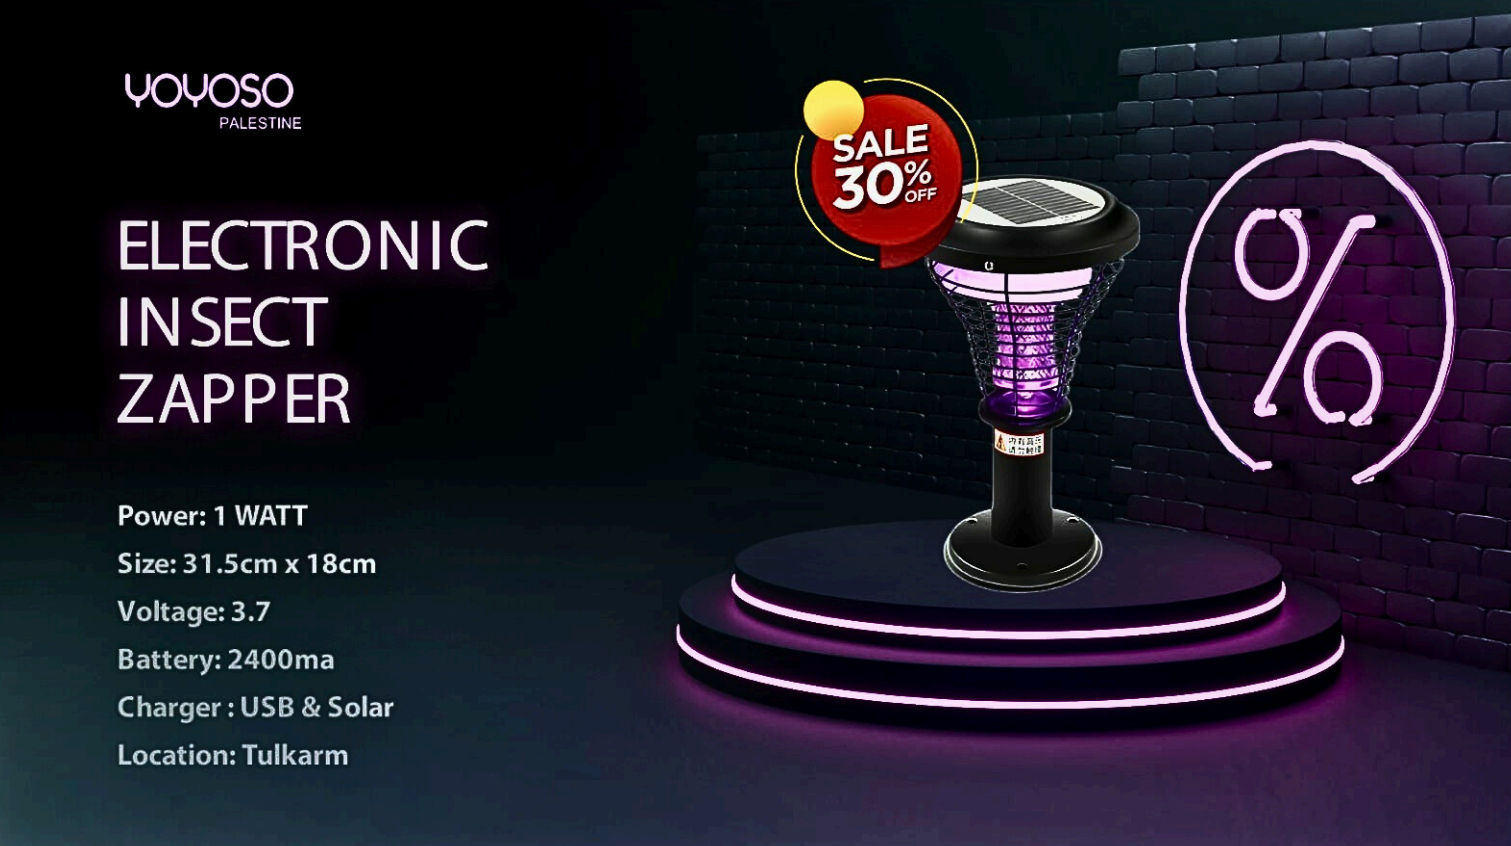 YOYOSO
PALESTINE
ELECTRONIC
INSECT
ZAPPER
Power: 1 WATT
Size: 31.5cm x 18cm
Voltage: 3.7
Battery: 2400ma
Charger : USB & Solar
Location: Tulkarm
SALE
30%
OFF
%